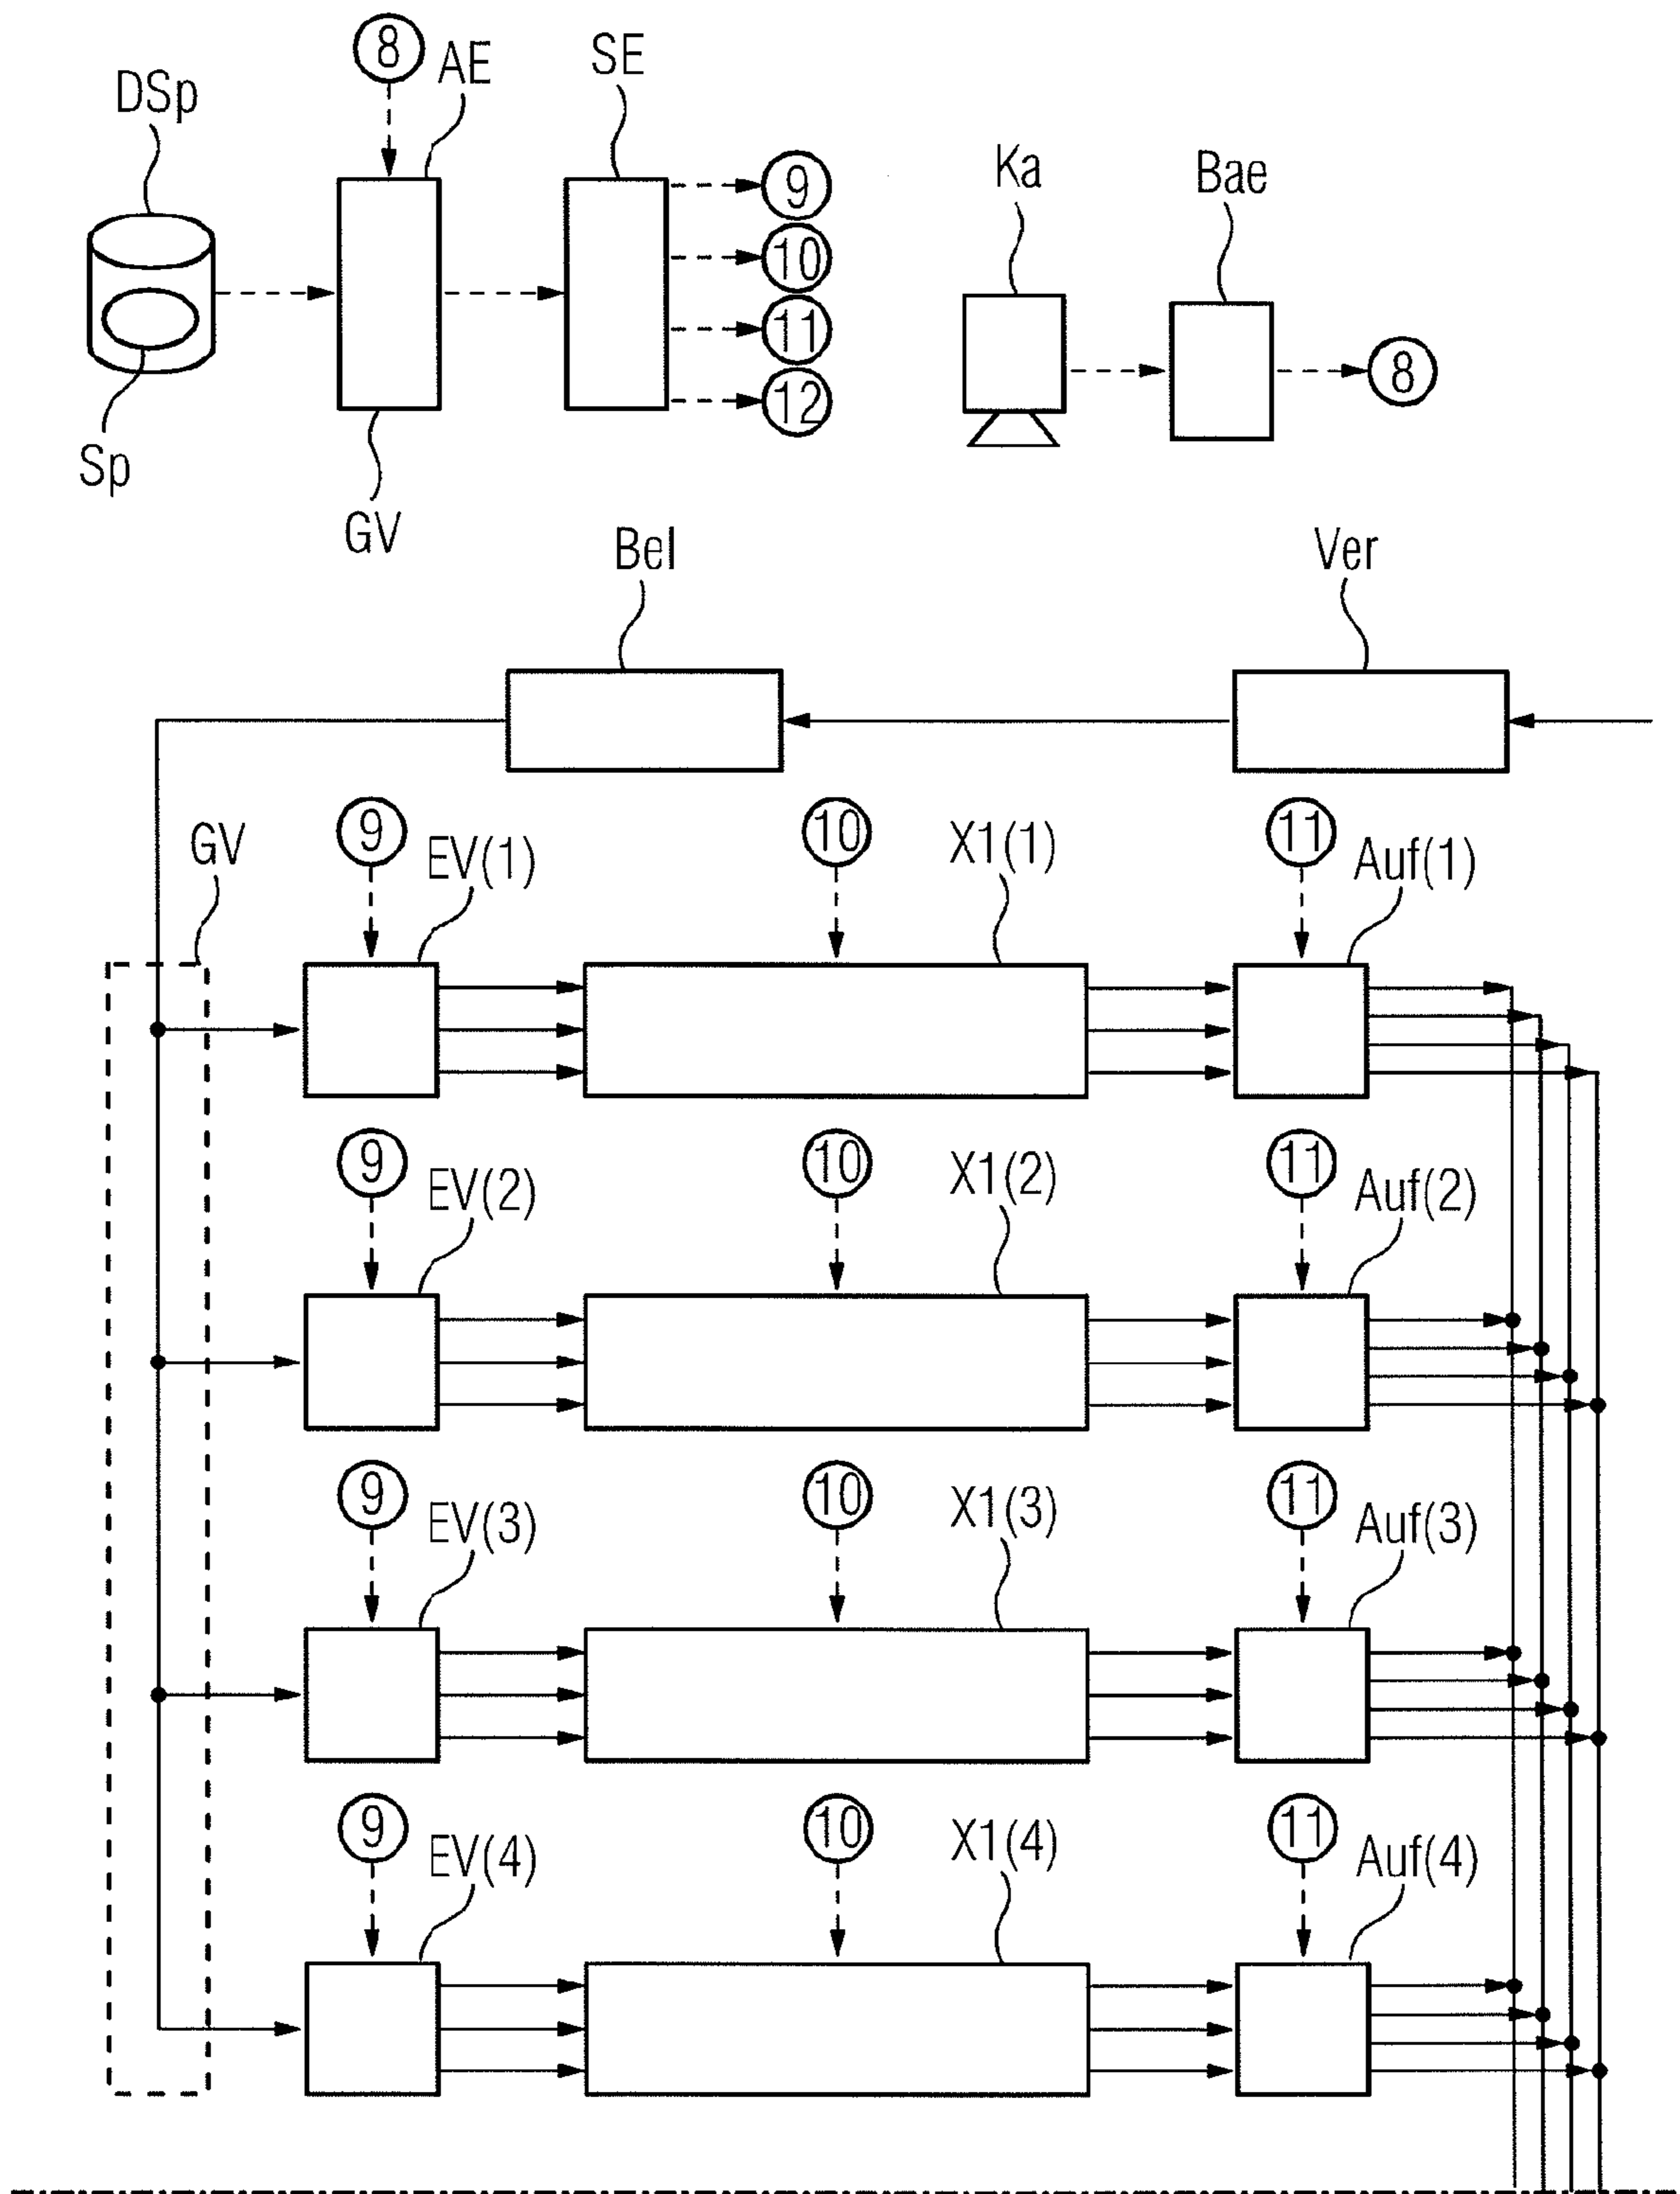 8
AE
SE
DSp
9
Ka
Bae
10
11
8
12
Sp
GV
Bel
Ver
9
10
11
GV
EV(1)
X1(1)
Auf(1)
9
10
11
EV(2)
X1(2)
Auf(2)
9
10
11
EV(3)
X1(3)
Auf(3)
9
10
11
EV(4)
X1(4)
Auf(4)